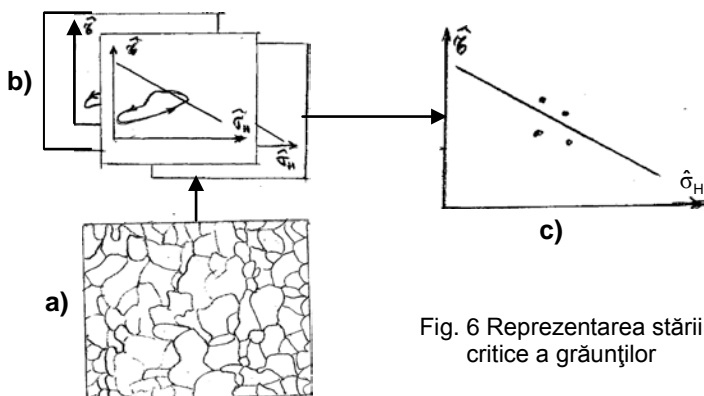 b)
τ̂
τ̂
σ̂H
σ̂H
τ̂
σ̂H
c)
a)
Fig. 6 Reprezentarea stării
critice a grăunţilor